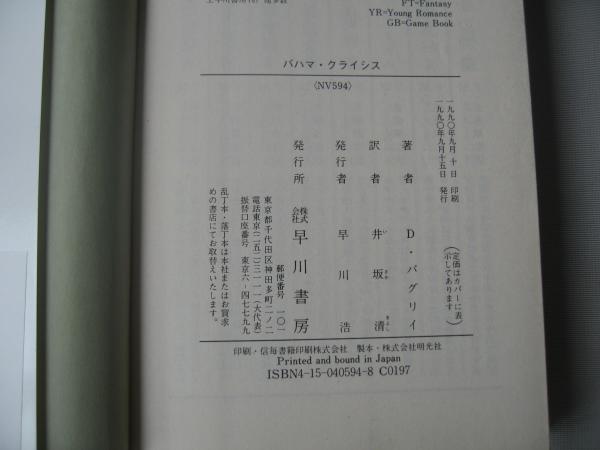 FT=Fantasy
YR=Young Romance
GB=Game Book
バハマ・クライシス
〈NV594〉
一九九〇年九月十日 印刷
一九九〇年九月十五日 発行
(定価はカバーに表
示してあります)
著者 D・バグリイ
訳者 井坂清
発行者 早川浩
発行所 株式会社 早川書房
郵便番号 一〇一
東京都千代田区神田多町二ノ二
電話東京(二五二)三一一一(大代表)
振替口座番号 東京六-四七七九九
乱丁本・落丁本は本社またはお買求
めの書店にてお取替えいたします。
印刷・信毎書籍印刷株式会社 製本・株式会社明光社
Printed and bound in Japan
ISBN4-15-040594-8 C0197